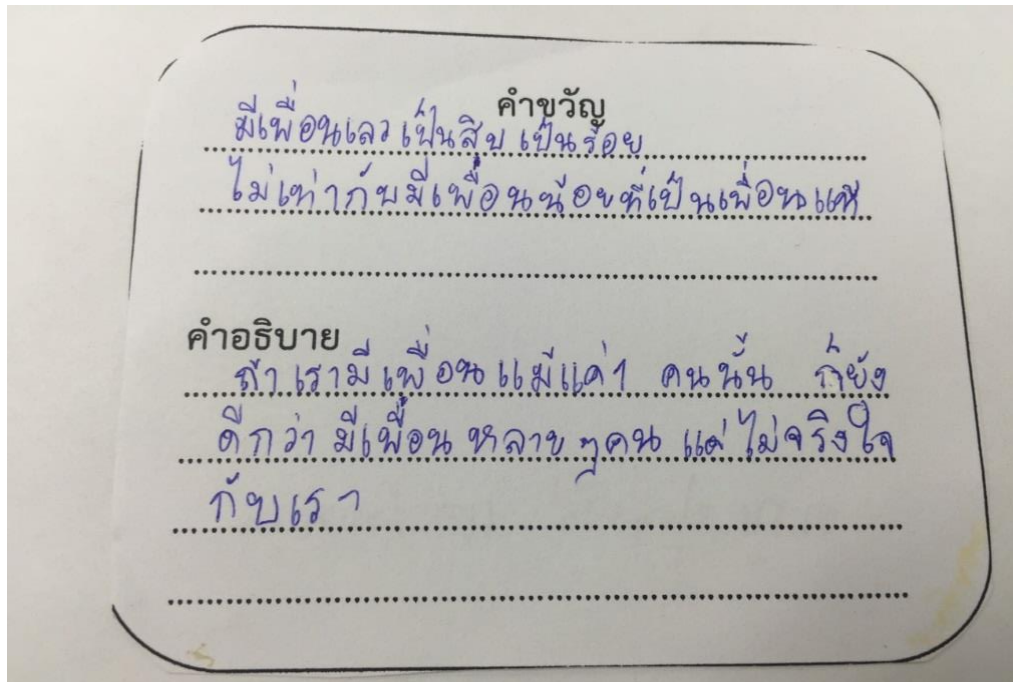 คำขวัญ
มีเพื่อนเลวเป็นสิบเป็นร้อย
ไม่เท่ากับมีเพื่อนน้อยที่เป็นเพื่อนแท้
คำอธิบาย
ถ้าเรามีเพื่อนแม้แค่ 1 คนนั้น ก็ยัง
ดีกว่ามีเพื่อนหลายๆคน แต่ไม่จริงใจ
กับเรา